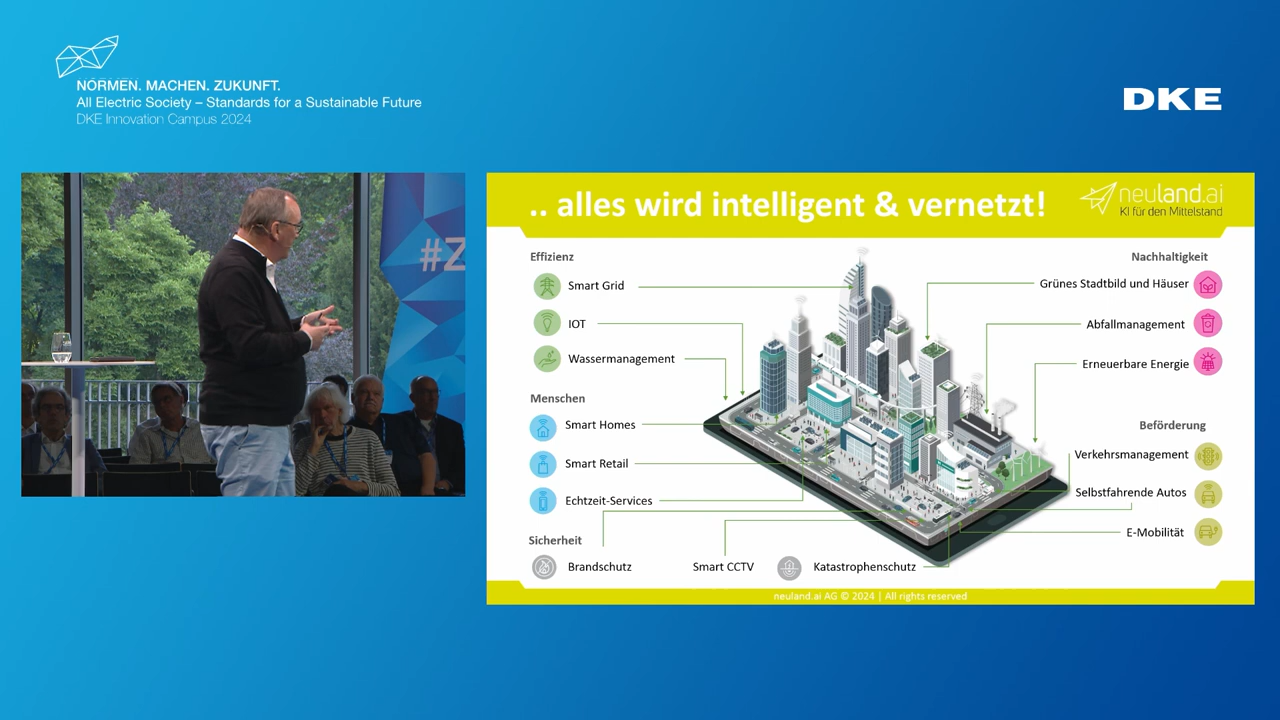 NORMEN. MACHEN. ZUKUNFT.
All Electric Society – Standards for a Sustainable Future
DKE Innovation Campus 2024
DKE
#Z
.. alles wird intelligent & vernetzt!
neuland.ai
KI für den Mittelstand
Effizienz
Smart Grid
IOT
Wassermanagement
Menschen
Smart Homes
Smart Retail
Echtzeit-Services
Sicherheit
Brandschutz
Smart CCTV
Katastrophenschutz
Nachhaltigkeit
Grünes Stadtbild und Häuser
Abfallmanagement
Erneuerbare Energie
Beförderung
Verkehrsmanagement
Selbstfahrende Autos
E-Mobilität
neuland.ai AG © 2024 | All rights reserved